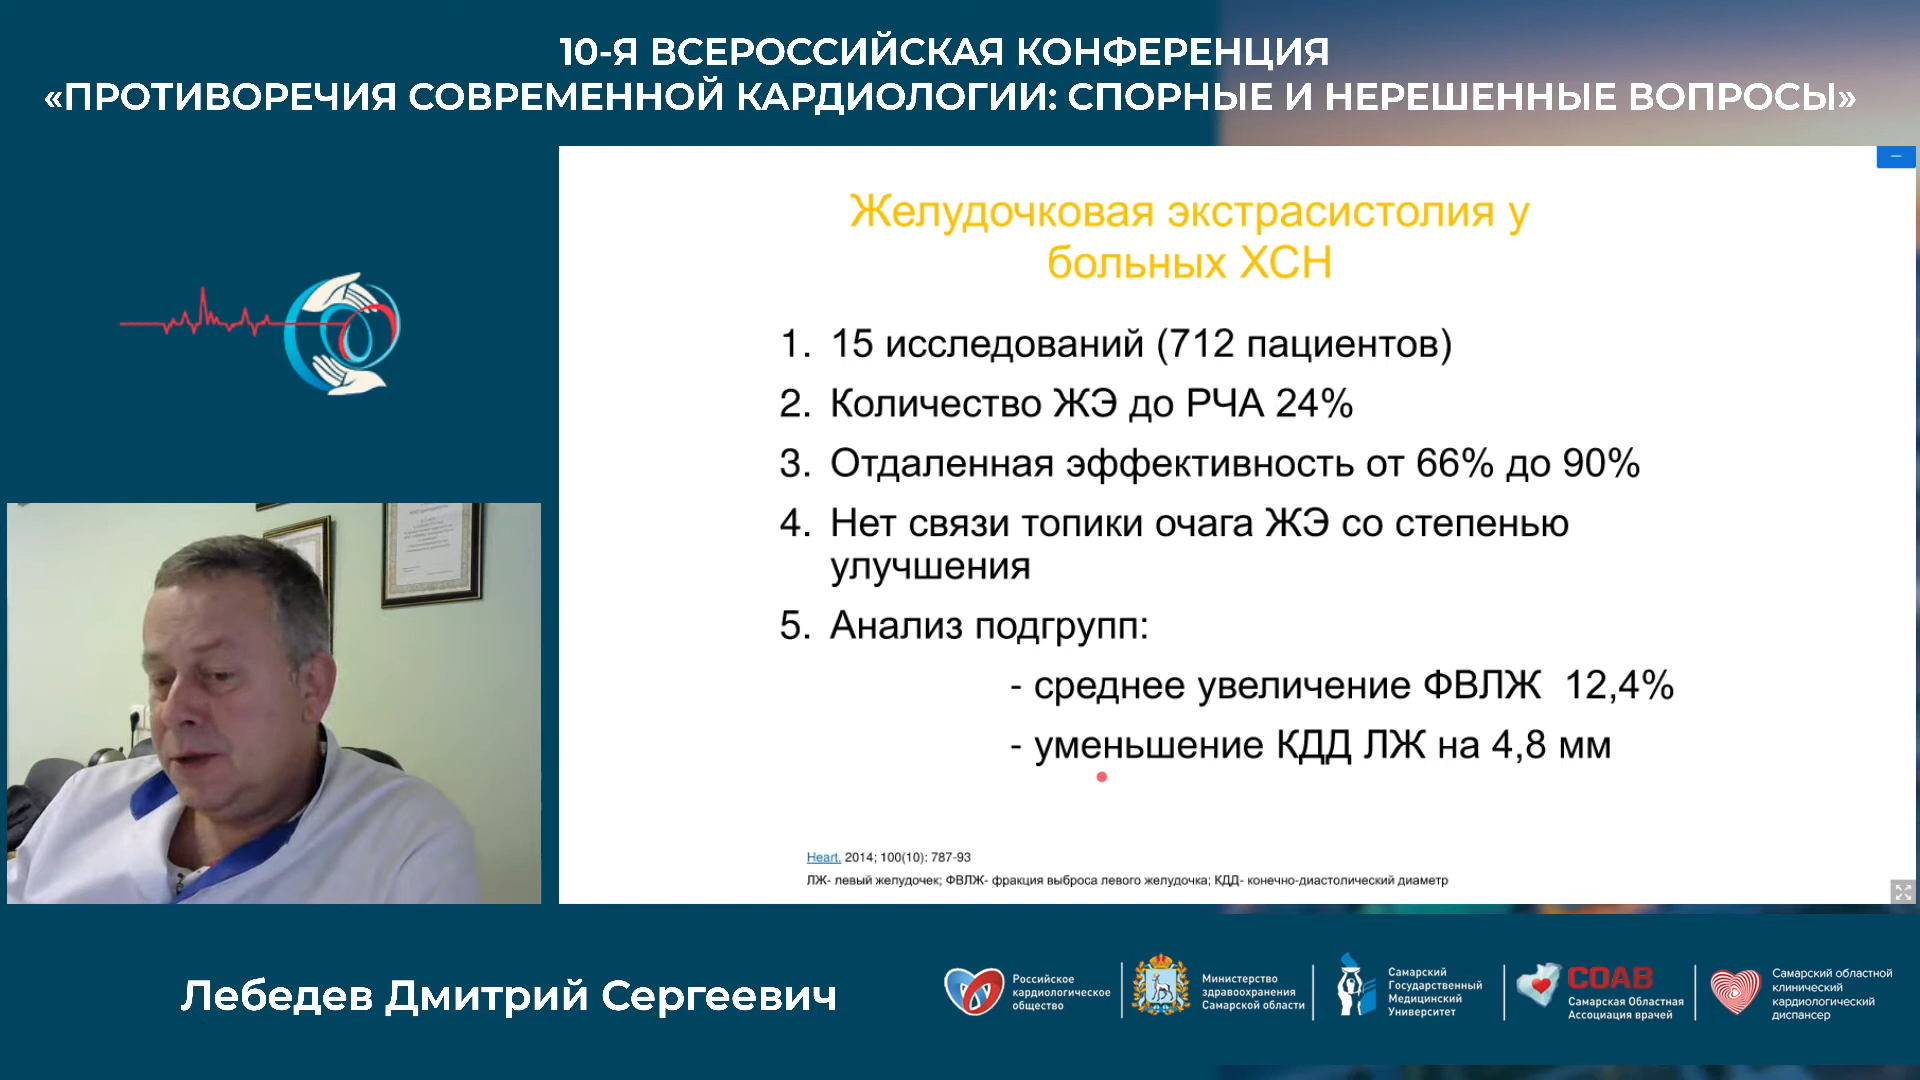 10-Я ВСЕРОССИЙСКАЯ КОНФЕРЕНЦИЯ
«ПРОТИВОРЕЧИЯ СОВРЕМЕННОЙ КАРДИОЛОГИИ: СПОРНЫЕ И НЕРЕШЕННЫЕ ВОПРОСЫ»
Желудочковая экстрасистолия у
больных ХСН
1. 15 исследований (712 пациентов)
2. Количество ЖЭ до РЧА 24%
3. Отдаленная эффективность от 66% до 90%
4. Нет связи топики очага ЖЭ со степенью
улучшения
5. Анализ подгрупп:
- среднее увеличение ФВЛЖ 12,4%
- уменьшение КДД ЛЖ на 4,8 мм
Heart. 2014; 100(10): 787-93
ЛЖ- левый желудочек; ФВЛЖ- фракция выброса левого желудочка; КДД- конечно-диастолический диаметр
Лебедев Дмитрий Сергеевич
Российское
кардиологическое
общество
Министерство
здравоохранения
Самарской области
Самарский
Государственный
Медицинский
Университет
СОАВ
Самарская Областная
Ассоциация врачей
Самарский областной
клинический
кардиологический
диспансер